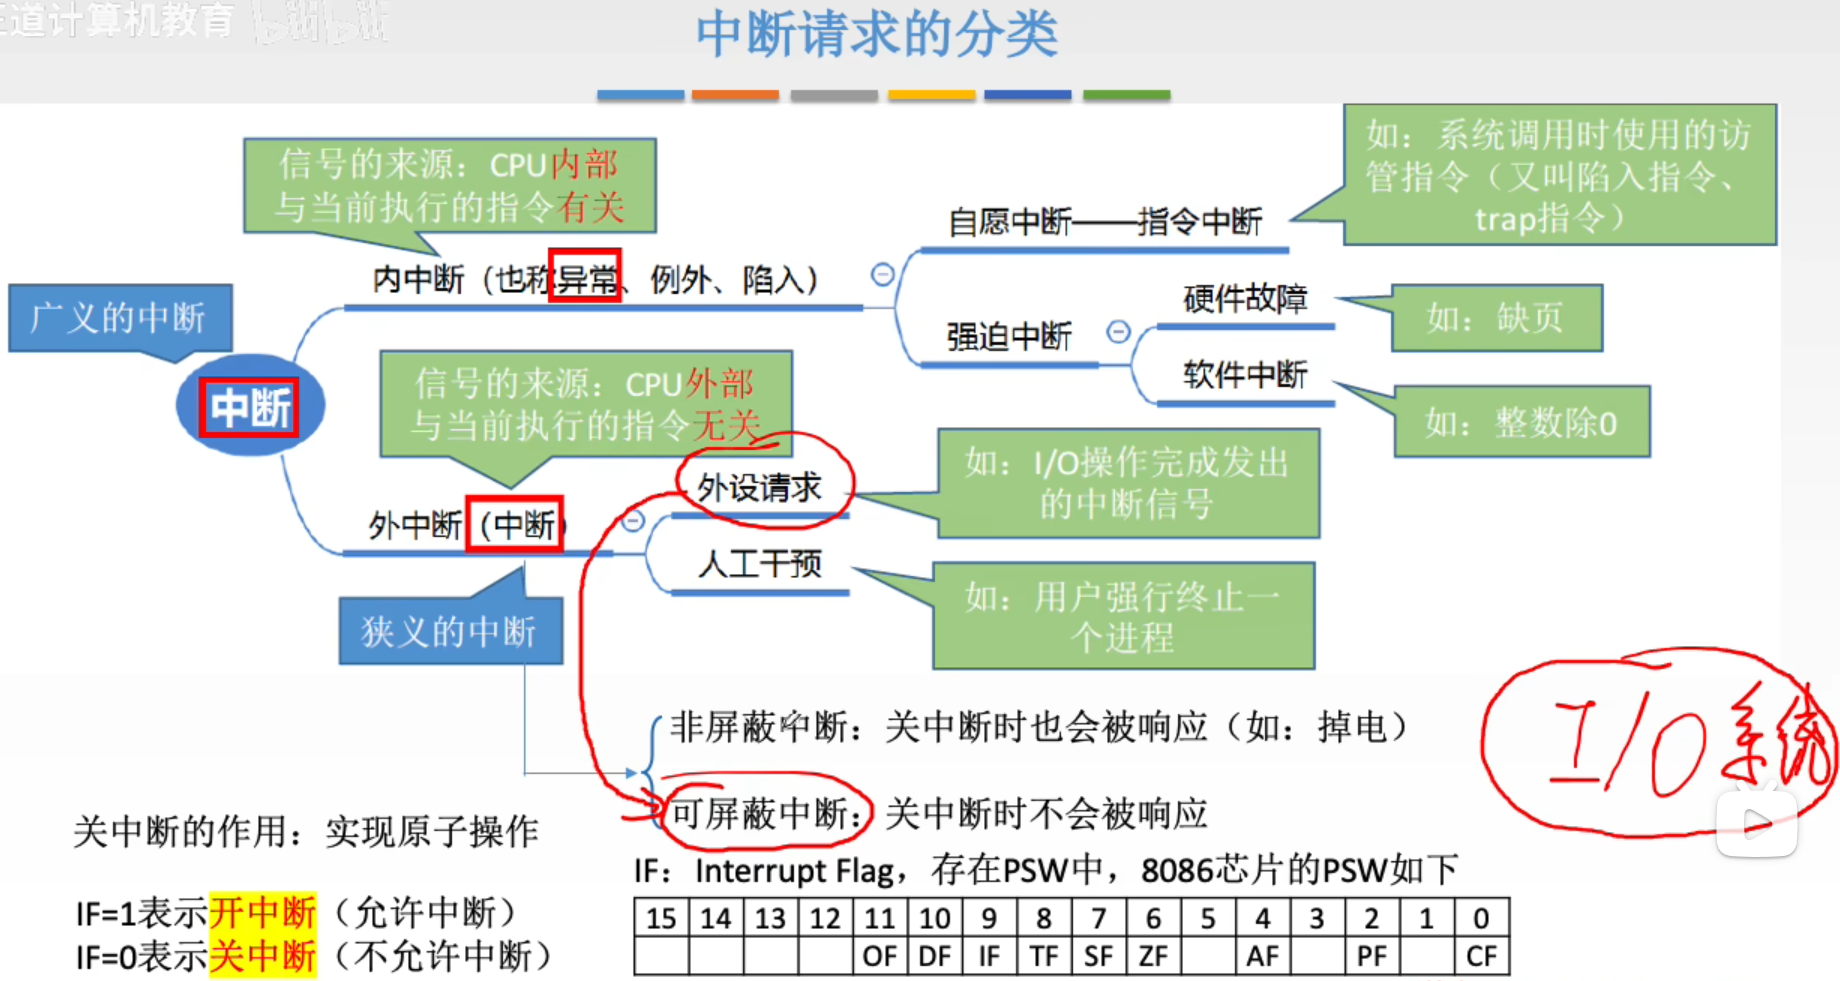 王道计算机教育 bilibili
中断请求的分类
信号的来源：CPU内部
与当前执行的指令有关
如：系统调用时使用的访
管指令（又叫陷入指令、
trap指令）
自愿中断——指令中断
内中断（也称异常、例外、陷入）
硬件故障
如：缺页
广义的中断
强迫中断
软件中断
如：整数除0
中断
信号的来源：CPU外部
与当前执行的指令无关
外设请求
如：I/O操作完成发出
的中断信号
外中断（中断）
人工干预
如：用户强行终止一
个进程
狭义的中断
I/O系统
非屏蔽中断：关中断时也会被响应（如：掉电）
可屏蔽中断：关中断时不会被响应
关中断的作用：实现原子操作
IF：Interrupt Flag，存在PSW中，8086芯片的PSW如下
IF=1表示开中断（允许中断）
IF=0表示关中断（不允许中断）
15 14 13 12 11 10 9 8 7 6 5 4 3 2 1 0
OF DF IF TF SF ZF AF PF CF